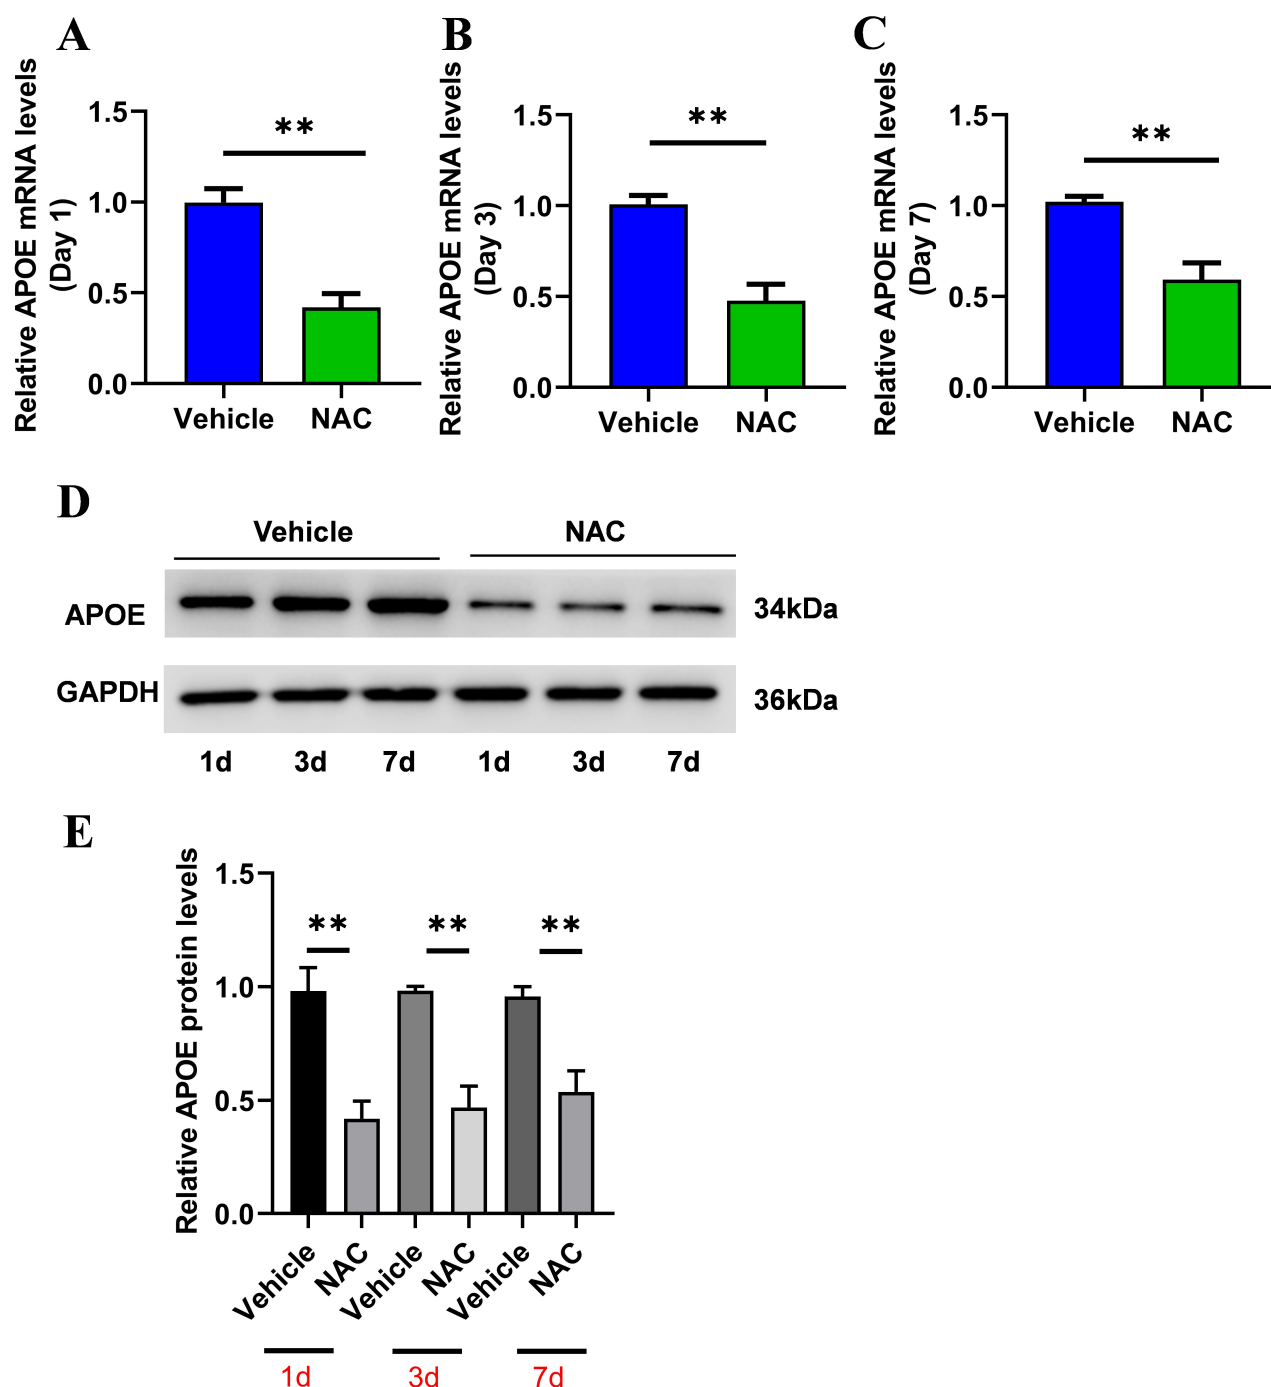 A
Relative APOE mRNA levels
(Day 1)
1.5
1.0
0.5
0.0
**
Vehicle NAC
B
Relative APOE mRNA levels
(Day 3)
1.5
1.0
0.5
0.0
**
Vehicle NAC
C
Relative APOE mRNA levels
(Day 7)
1.5
1.0
0.5
0.0
**
Vehicle NAC
D
Vehicle NAC
APOE 34kDa
GAPDH 36kDa
1d 3d 7d 1d 3d 7d
E
Relative APOE protein levels
1.5
1.0
0.5
0.0
** ** **
Vehicle NAC Vehicle NAC Vehicle NAC
1d 3d 7d